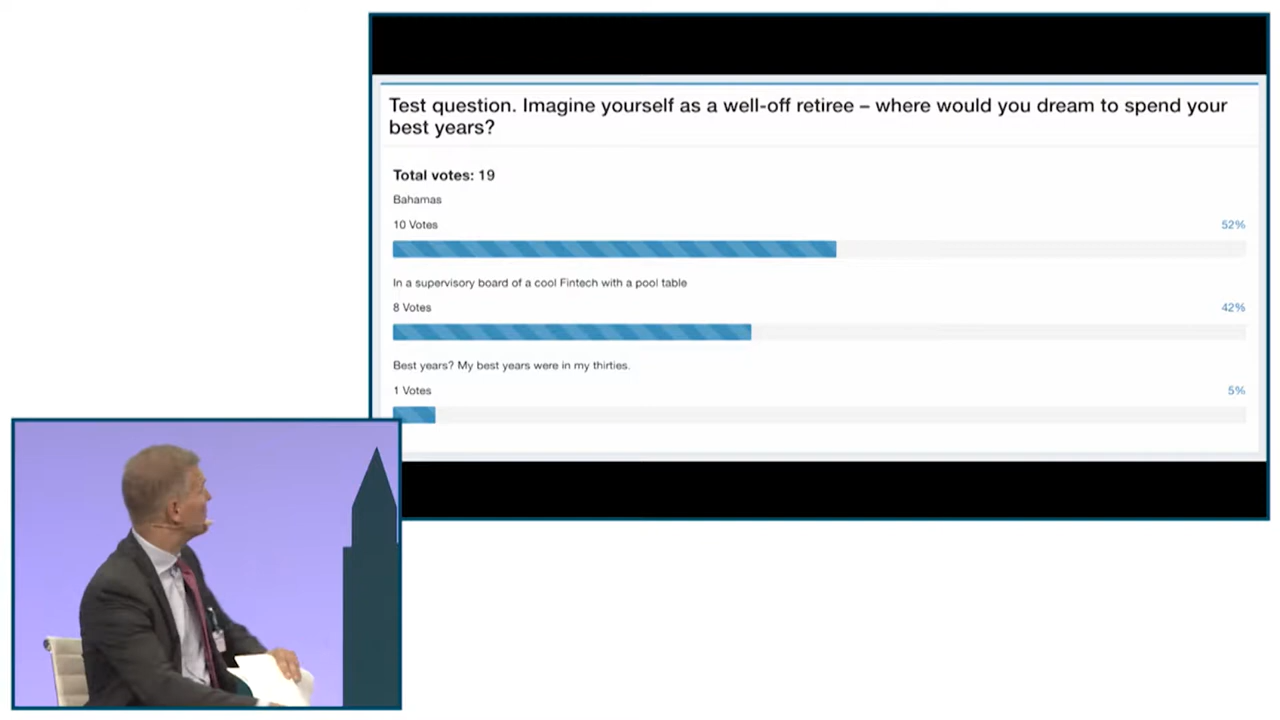 Test question. Imagine yourself as a well-off retiree – where would you dream to spend your
best years?
Total votes: 19
Bahamas
10 Votes
52%
In a supervisory board of a cool Fintech with a pool table
8 Votes
42%
Best years? My best years were in my thirties.
1 Votes
5%